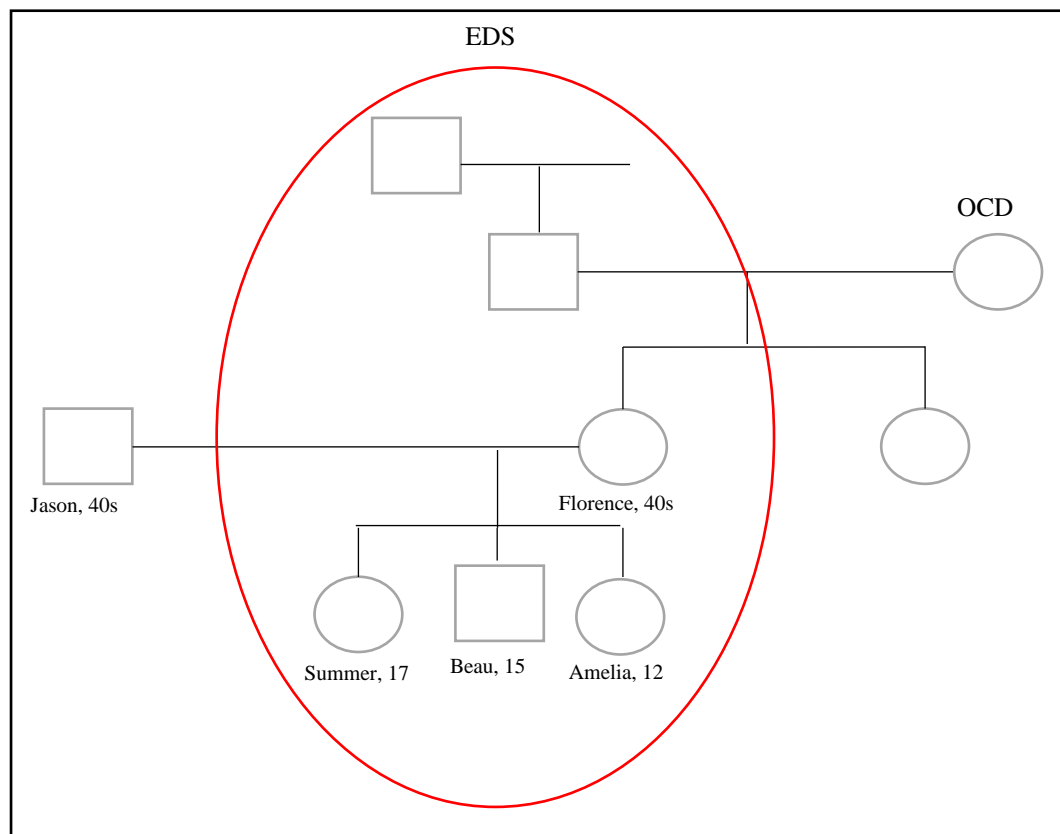 EDS
OCD
Jason, 40s
Florence, 40s
Summer, 17
Beau, 15
Amelia, 12